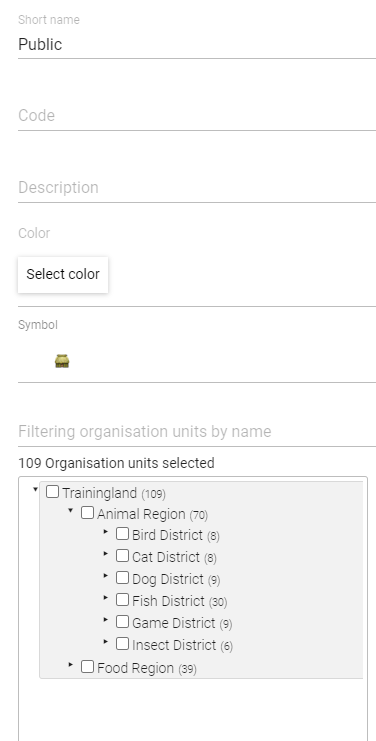 Short name
Public
Code
Description
Color
Select color
Symbol
Filtering organisation units by name
109 Organisation units selected
Trainingland (109)
Animal Region (70)
Bird District (8)
Cat District (8)
Dog District (9)
Fish District (30)
Game District (9)
Insect District (6)
Food Region (39)